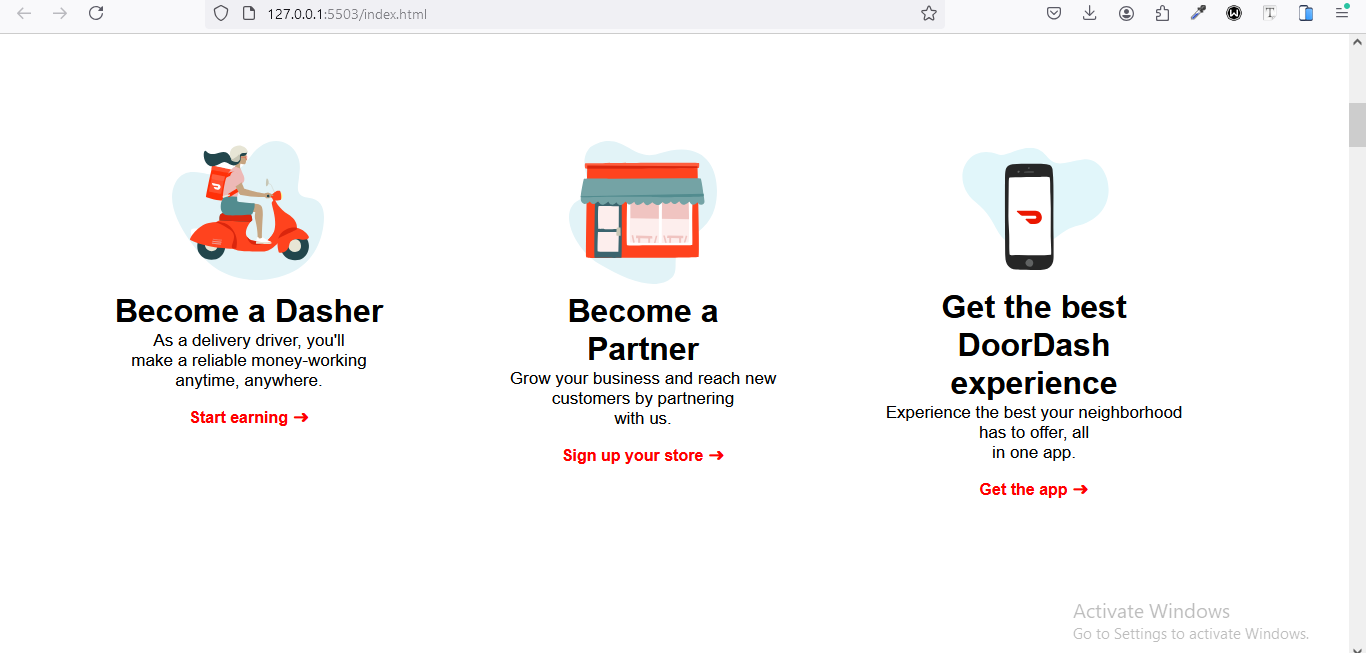 127.0.0.1:5503/index.html
Become a Dasher
As a delivery driver, you'll
make a reliable money-working
anytime, anywhere.
Start earning ➜
Become a
Partner
Grow your business and reach new
customers by partnering
with us.
Sign up your store ➜
Get the best
DoorDash
experience
Experience the best your neighborhood
has to offer, all
in one app.
Get the app ➜
Activate Windows
Go to Settings to activate Windows.